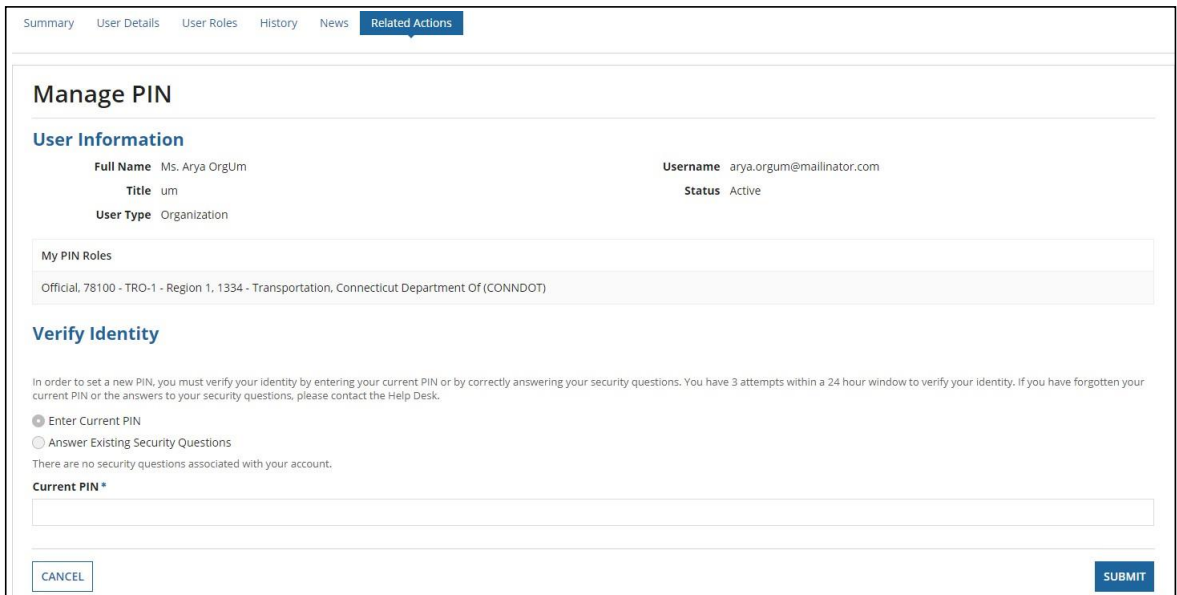 Summary User Details User Roles History News Related Actions
Manage PIN
User Information
Full Name Ms. Arya OrgUm Username arya.orgum@mailinator.com
Title um Status Active
User Type Organization
My PIN Roles
Official, 78100 - TRO-1 - Region 1, 1334 - Transportation, Connecticut Department Of (CONNDOT)
Verify Identity
In order to set a new PIN, you must verify your identity by entering your current PIN or by correctly answering your security questions. You have 3 attempts within a 24 hour window to verify your identity. If you have forgotten your
current PIN or the answers to your security questions, please contact the Help Desk.
Enter Current PIN
Answer Existing Security Questions
There are no security questions associated with your account.
Current PIN *
CANCEL SUBMIT